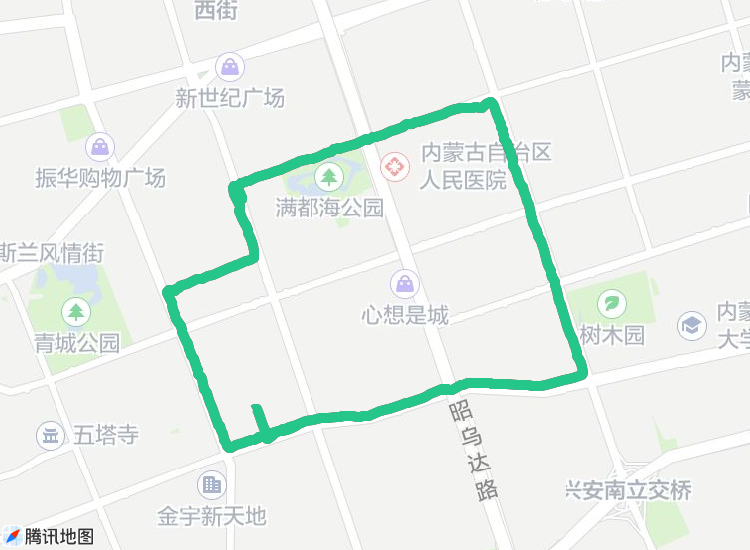 西街
新世纪广场
振华购物广场
内蒙古自治区
人民医院
满都海公园
斯兰风情街
心想是城
青城公园
树木园
内蒙
大学
内蒙
蒙
五塔寺
昭乌达路
金宇新天地
兴安南立交桥
腾讯地图